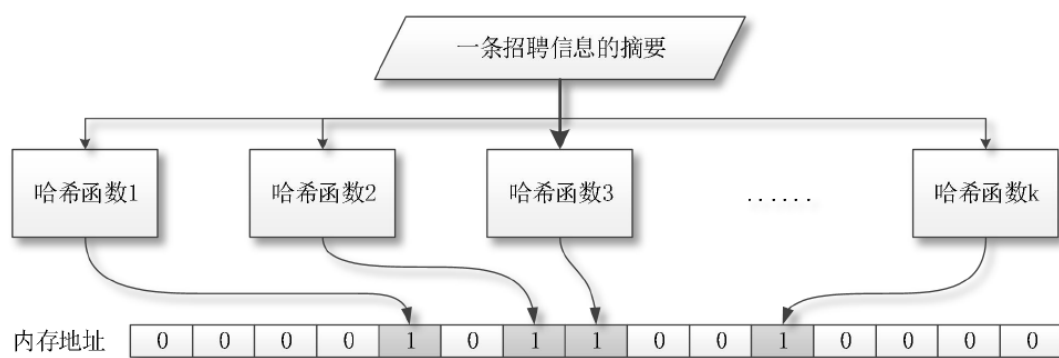 一条招聘信息的摘要
哈希函数1 哈希函数2 哈希函数3 ...... 哈希函数k
内存地址 0 0 0 0 1 0 1 1 0 0 1 0 0 0 0